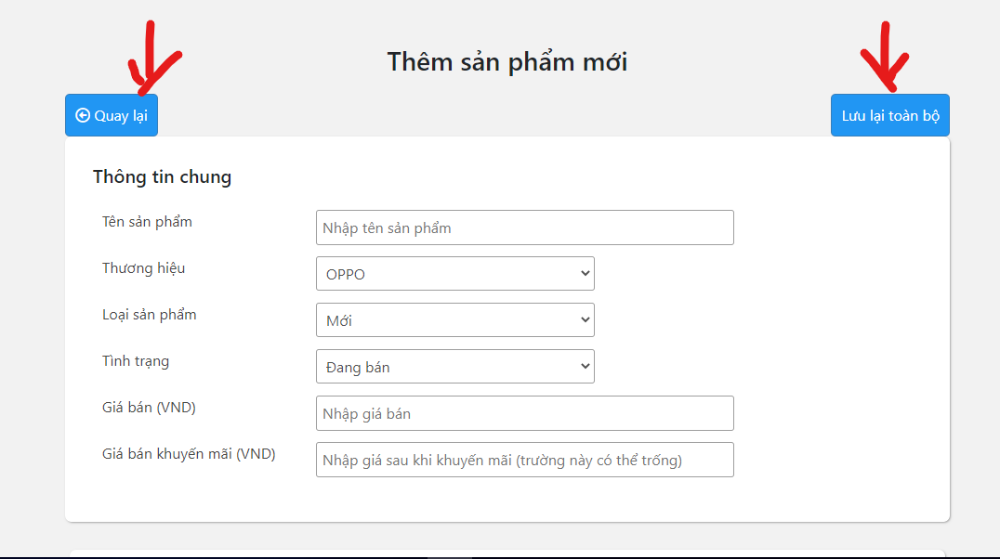 Thêm sản phẩm mới
Quay lại
Lưu lại toàn bộ
Thông tin chung
Tên sản phẩm
Nhập tên sản phẩm
Thương hiệu
OPPO
Loại sản phẩm
Mới
Tình trạng
Đang bán
Giá bán (VND)
Nhập giá bán
Giá bán khuyến mãi (VND)
Nhập giá sau khi khuyến mãi (trường này có thể trống)